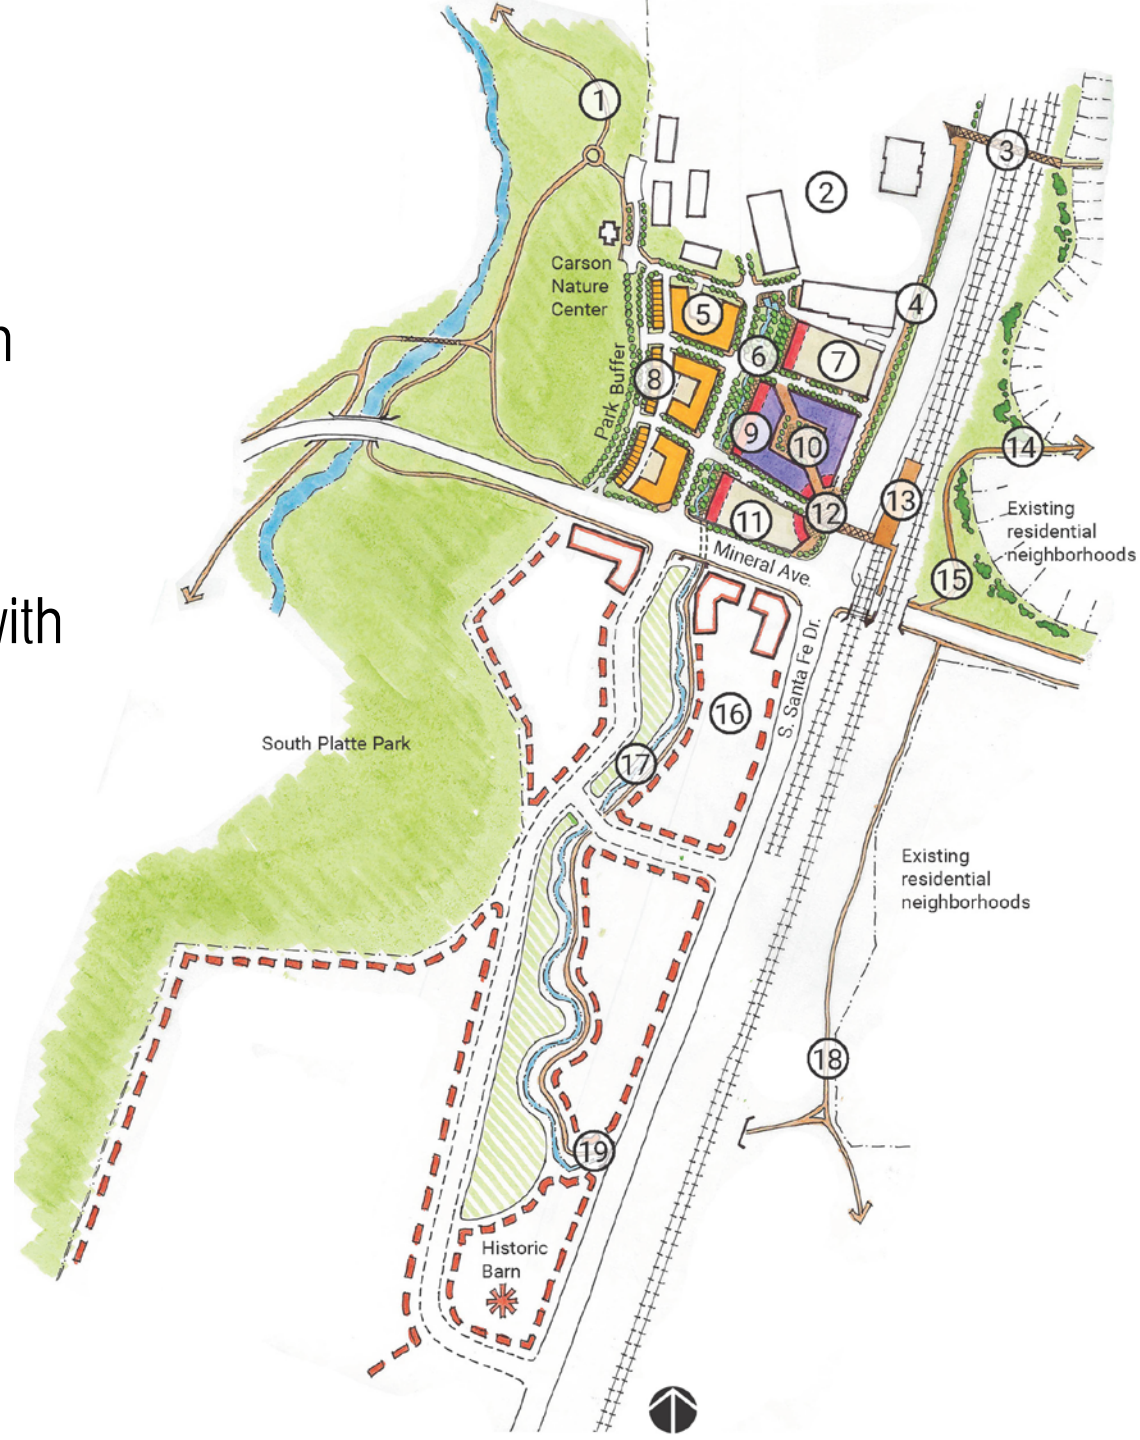 1
3
2
Carson
Nature
Center
4
5
6
7
Park Buffer
8
9
10
14
13
11
12
Existing
residential
neighborhoods
Mineral Ave.
15
with
S. Santa Fe Dr.
16
South Platte Park
17
Existing
residential
neighborhoods
18
19
Historic
Barn